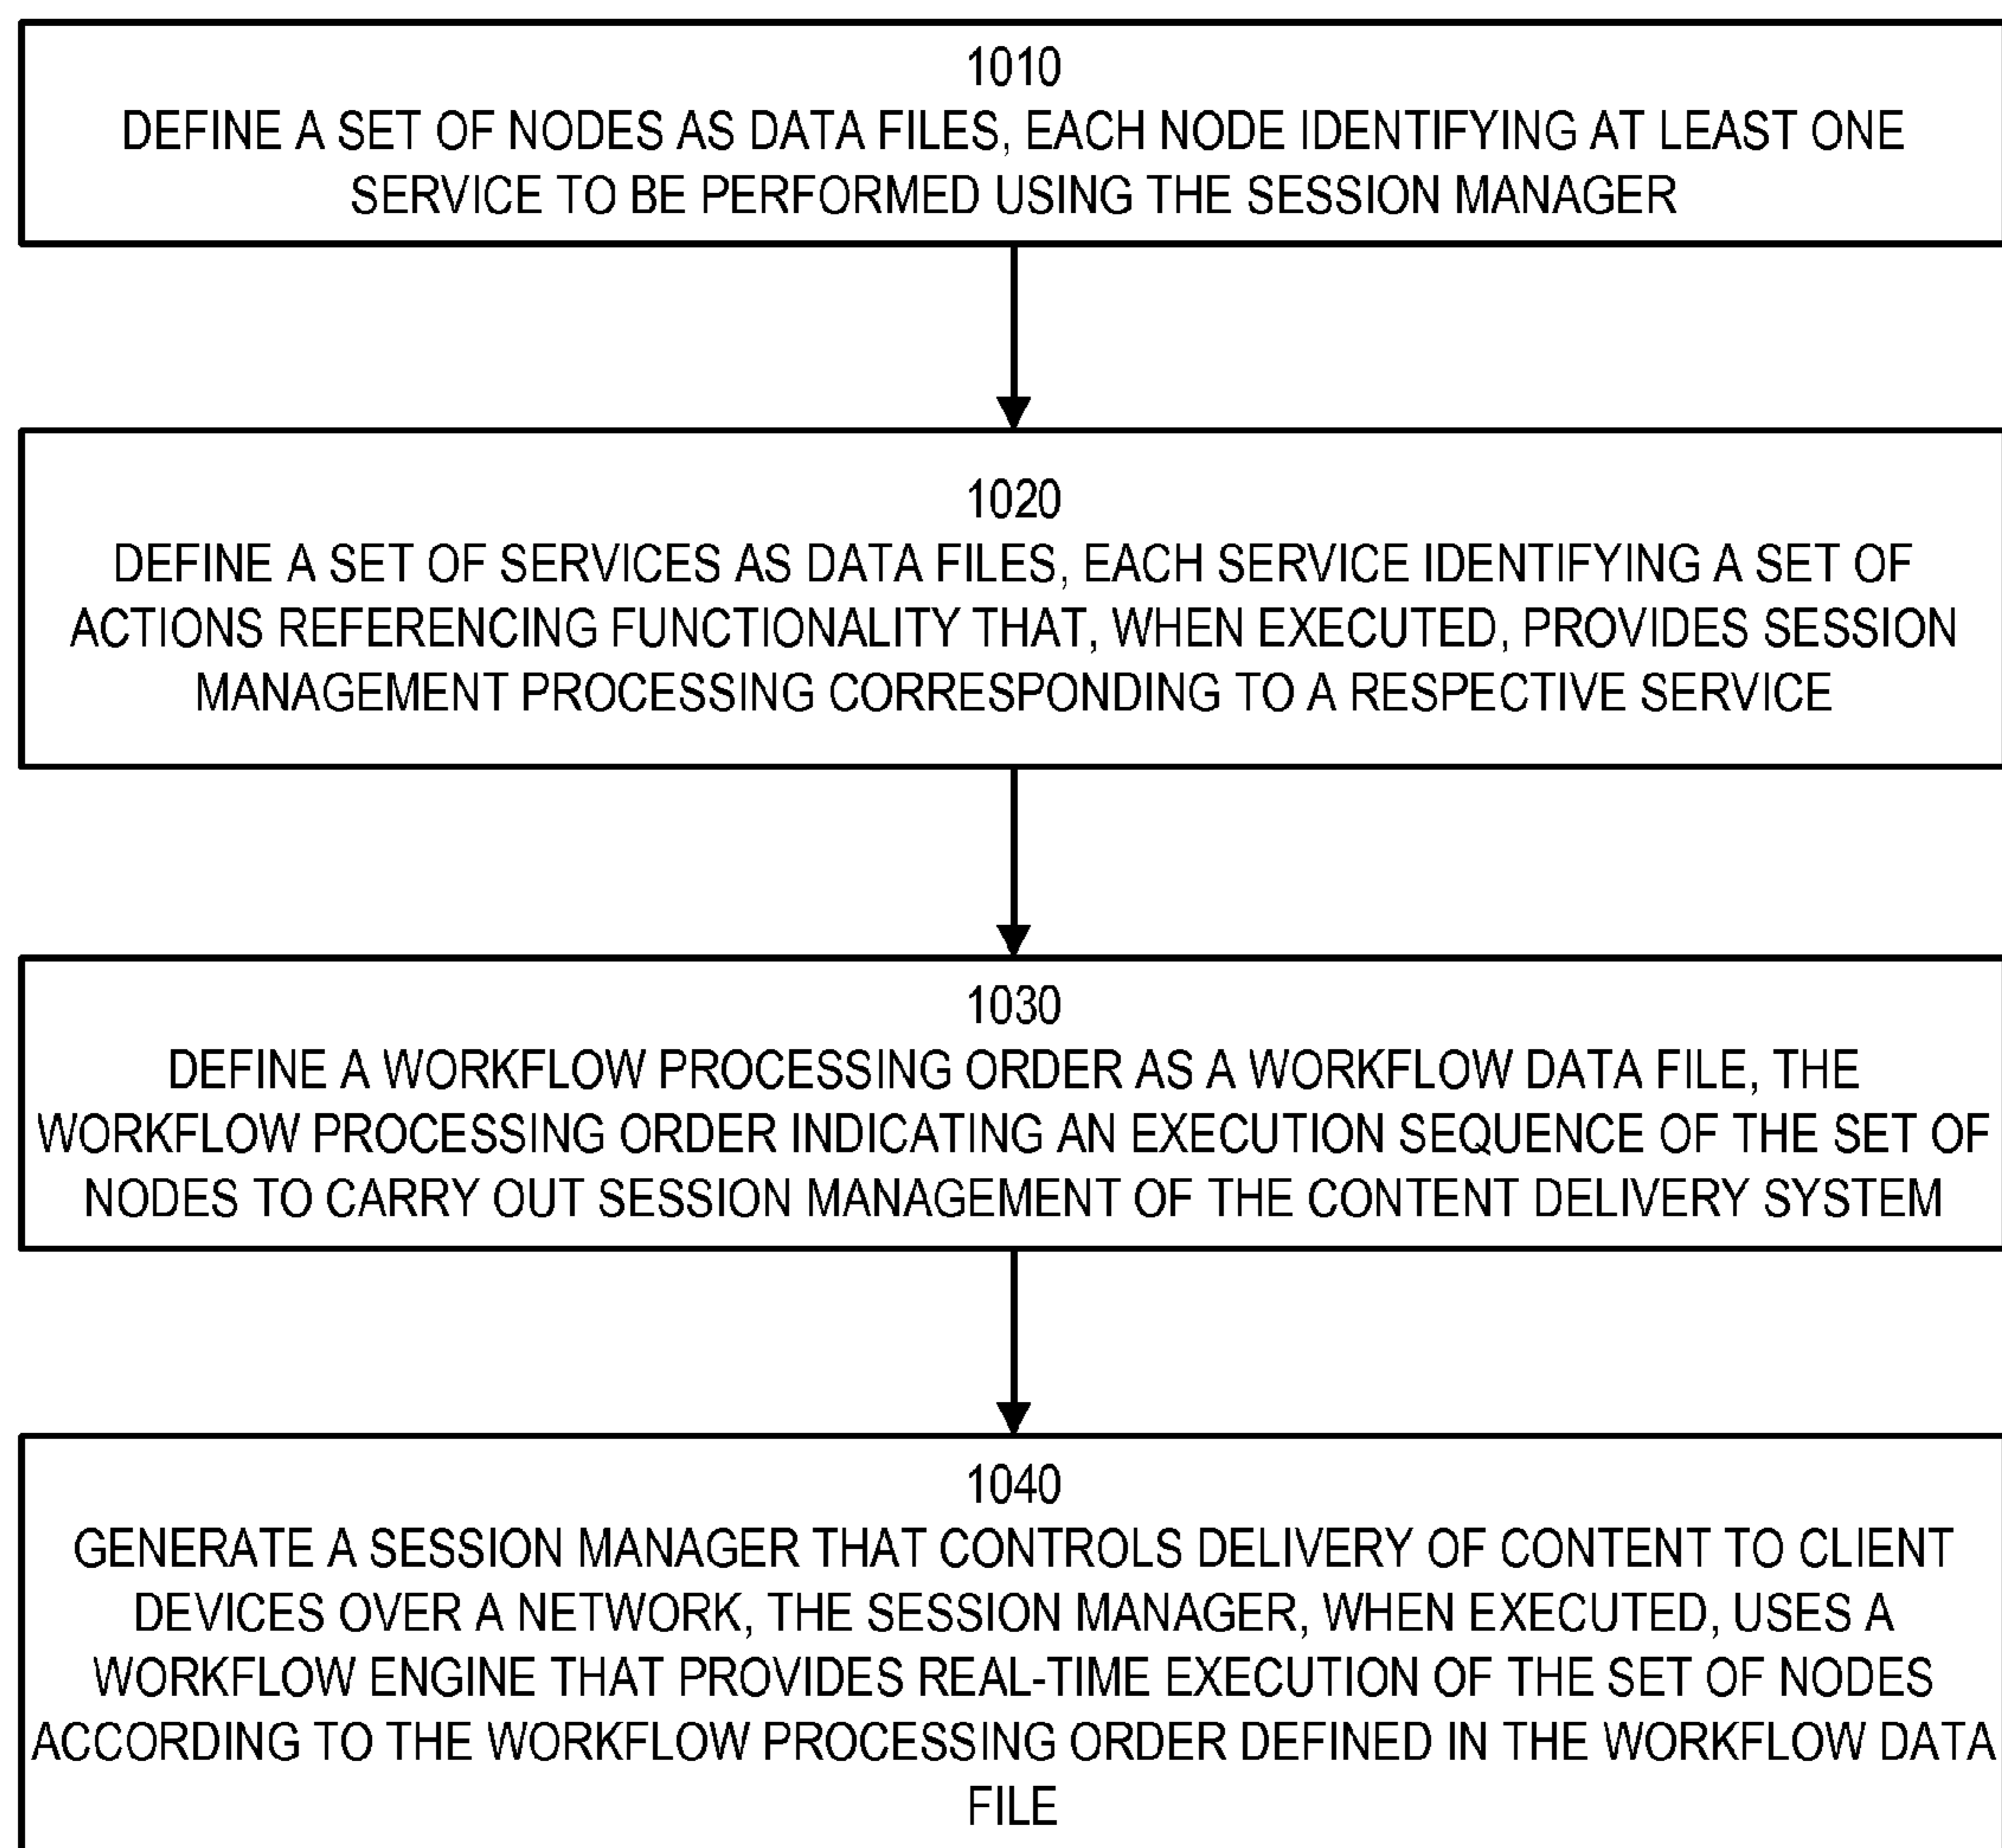 1010
DEFINE A SET OF NODES AS DATA FILES, EACH NODE IDENTIFYING AT LEAST ONE
SERVICE TO BE PERFORMED USING THE SESSION MANAGER
1020
DEFINE A SET OF SERVICES AS DATA FILES, EACH SERVICE IDENTIFYING A SET OF
ACTIONS REFERENCING FUNCTIONALITY THAT, WHEN EXECUTED, PROVIDES SESSION
MANAGEMENT PROCESSING CORRESPONDING TO A RESPECTIVE SERVICE
1030
DEFINE A WORKFLOW PROCESSING ORDER AS A WORKFLOW DATA FILE, THE
WORKFLOW PROCESSING ORDER INDICATING AN EXECUTION SEQUENCE OF THE SET OF
NODES TO CARRY OUT SESSION MANAGEMENT OF THE CONTENT DELIVERY SYSTEM
1040
GENERATE A SESSION MANAGER THAT CONTROLS DELIVERY OF CONTENT TO CLIENT
DEVICES OVER A NETWORK, THE SESSION MANAGER, WHEN EXECUTED, USES A
WORKFLOW ENGINE THAT PROVIDES REAL-TIME EXECUTION OF THE SET OF NODES
ACCORDING TO THE WORKFLOW PROCESSING ORDER DEFINED IN THE WORKFLOW DATA
FILE